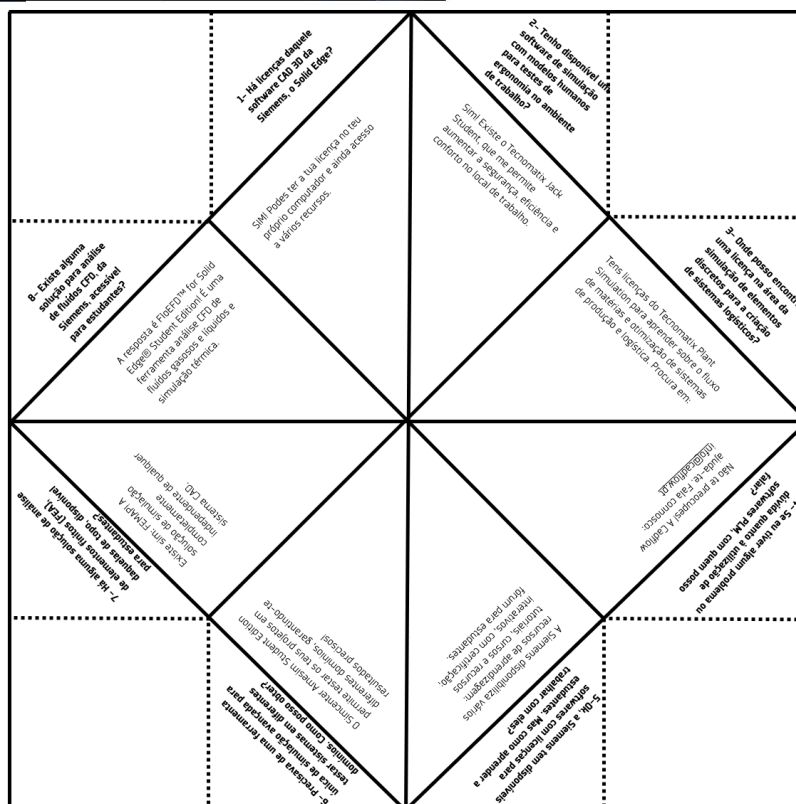 1- Há licenças daquele
software CAD 3D da
Siemens, o Solid Edge?
SIM! Podes ter a tua licença no teu
próprio computador e ainda acesso
a vários recursos.
2- Tenho disponível um
software de simulação
com modelos humanos
para testes de
ergonomia no ambiente
de trabalho?
Sim! Existe o Tecnomatix Jack
Student, que me permite
aumentar a segurança, eficiência e
conforto no local de trabalho.
3- Onde posso encont
uma licença na área da
simulação de elementos
discretos para a criação
de sistemas logísticos?
Tens licenças do Tecnomatix Plant
Simulation para aprender sobre o fluxo
de matérias e otimização de sistemas
de produção e logística. Procura em:
- Se eu tiver algum problema ou
dúvida quanto à utilização de
softwares PLM, com quem posso
falar?
Não te preocupes! A Cadflow
ajuda-te. Fala connosco:
info@cadflow.pt
5-Ok, a Siemens tem disponíveis
softwares com licenças para
estudantes. Mas como aprender a
trabalhar com eles?
A Siemens disponibiliza vários
recursos de aprendizagem:
tutoriais, cursos e recursos
interativos, com certificação,
fórum para estudantes.
6- Precisava de uma ferramenta
única de simulação avançada para
testar sistemas em diferentes
domínios. Como posso obter?
O Simcenter Amesim Student Edition
permite testar os teus projetos em
diferentes domínios, garantindo-te
resultados precisos!
7- Há alguma solução de análise
de elementos finitos (FEA),
daquelas de topo, disponível
para estudantes?
Existe sim: FEMAP! A
solução de simulação
completamente
independente de qualquer
sistema CAD.
8- Existe alguma
solução para análise
de fluídos CFD, da
Siemens, acessível
para estudantes?
A resposta é FloEFD™ for Solid
Edge® Student Edition! É uma
ferramenta análise CFD de
fluídos gasosos e líquidos e
simulação térmica.